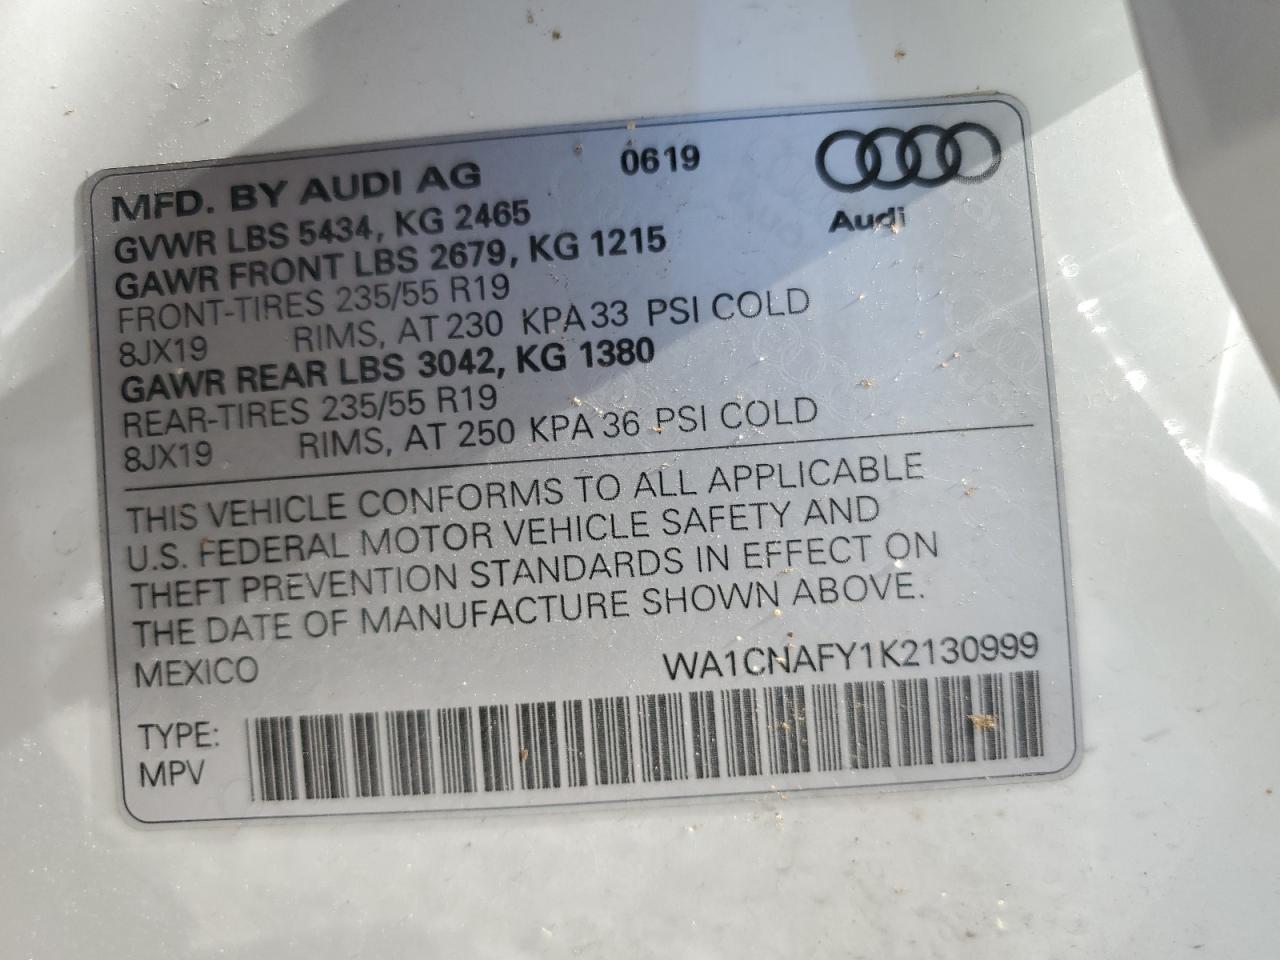 MFD. BY AUDI AG 0619
Audi
GVWR LBS 5434, KG 2465
GAWR FRONT LBS 2679, KG 1215
FRONT-TIRES 235/55 R19
8JX19 RIMS, AT 230 KPA 33 PSI COLD
GAWR REAR LBS 3042, KG 1380
REAR-TIRES 235/55 R19
8JX19 RIMS, AT 250 KPA 36 PSI COLD
THIS VEHICLE CONFORMS TO ALL APPLICABLE
U.S. FEDERAL MOTOR VEHICLE SAFETY AND
THEFT PREVENTION STANDARDS IN EFFECT ON
THE DATE OF MANUFACTURE SHOWN ABOVE.
MEXICO WA1CNAFY1K2130999
TYPE:
MPV